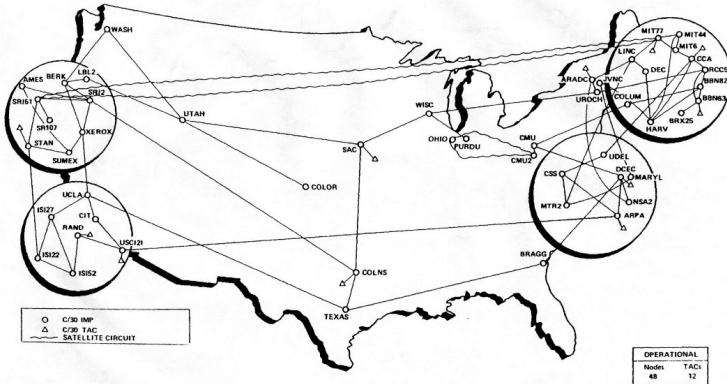 WASH
MIT77
MIT44
LINC
MIT6
CCA
RCC5
DEC
BBN82
BBN63
BRX25
HARV
COLUM
ARADC
JVNC
UROCH
AMES
BERK
LBL2
SRI51
SRI2
SRI07
XEROX
STAN
SUMEX
UTAH
WISC
OHIO
PURDU
SAC
COLOR
CMU
CMU2
UDEL
DCEC
MARYL
CSS
MTR2
NSA2
ARPA
UCLA
ISI27
CIT
RAND
USCI21
ISI22
ISI52
COLNS
TEXAS
BRAGG
C/30 IMP
C/30 TAC
SATELLITE CIRCUIT
OPERATIONAL
Nodes TACs
48 12